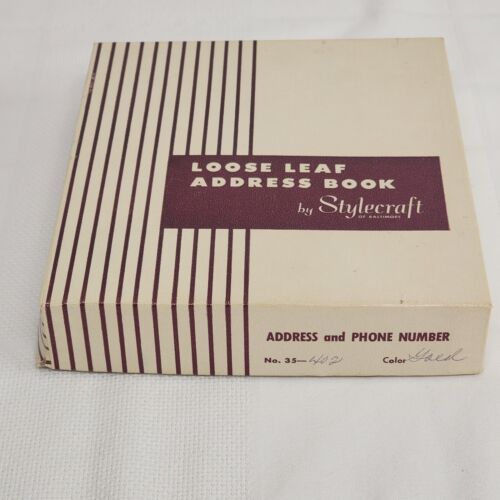 LOOSE LEAF
ADDRESS BOOK
by Stylecraft
OF BALTIMORE
ADDRESS and PHONE NUMBER
No. 35—402 Color Gold